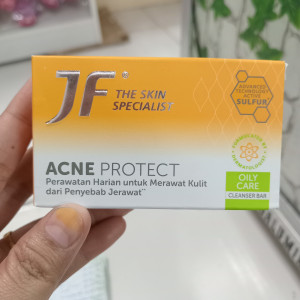 JF®
THE SKIN
SPECIALIST
ADVANCED
TECHNOLOGY
ACTIVE
SULFUR
ACNE PROTECT
Perawatan Harian untuk Merawat Kulit
dari Penyebab Jerawat**
OILY
CARE
CLEANSER BAR